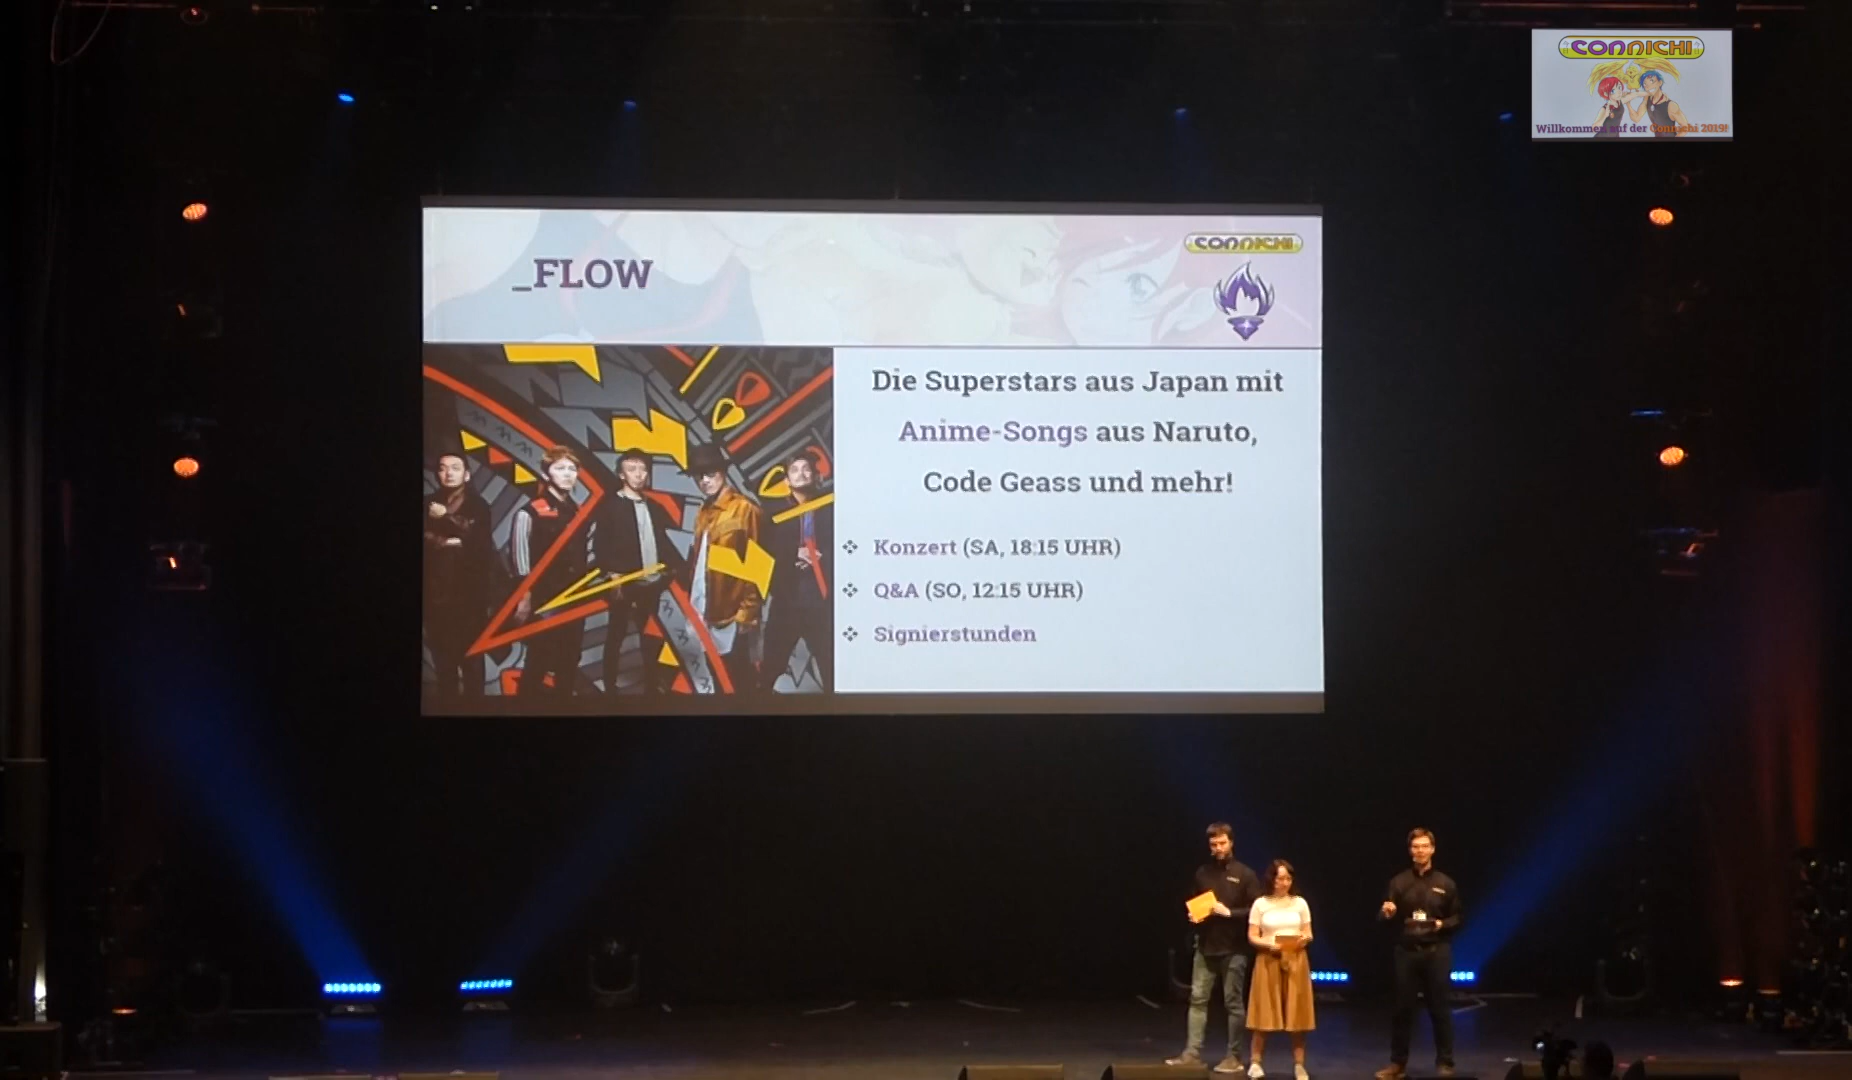 CONNICHI
Willkommen auf der Connichi 2019!
_FLOW
CONNICHI
Die Superstars aus Japan mit
Anime-Songs aus Naruto,
Code Geass und mehr!
Konzert (SA, 18:15 UHR)
Q&A (SO, 12:15 UHR)
Signierstunden